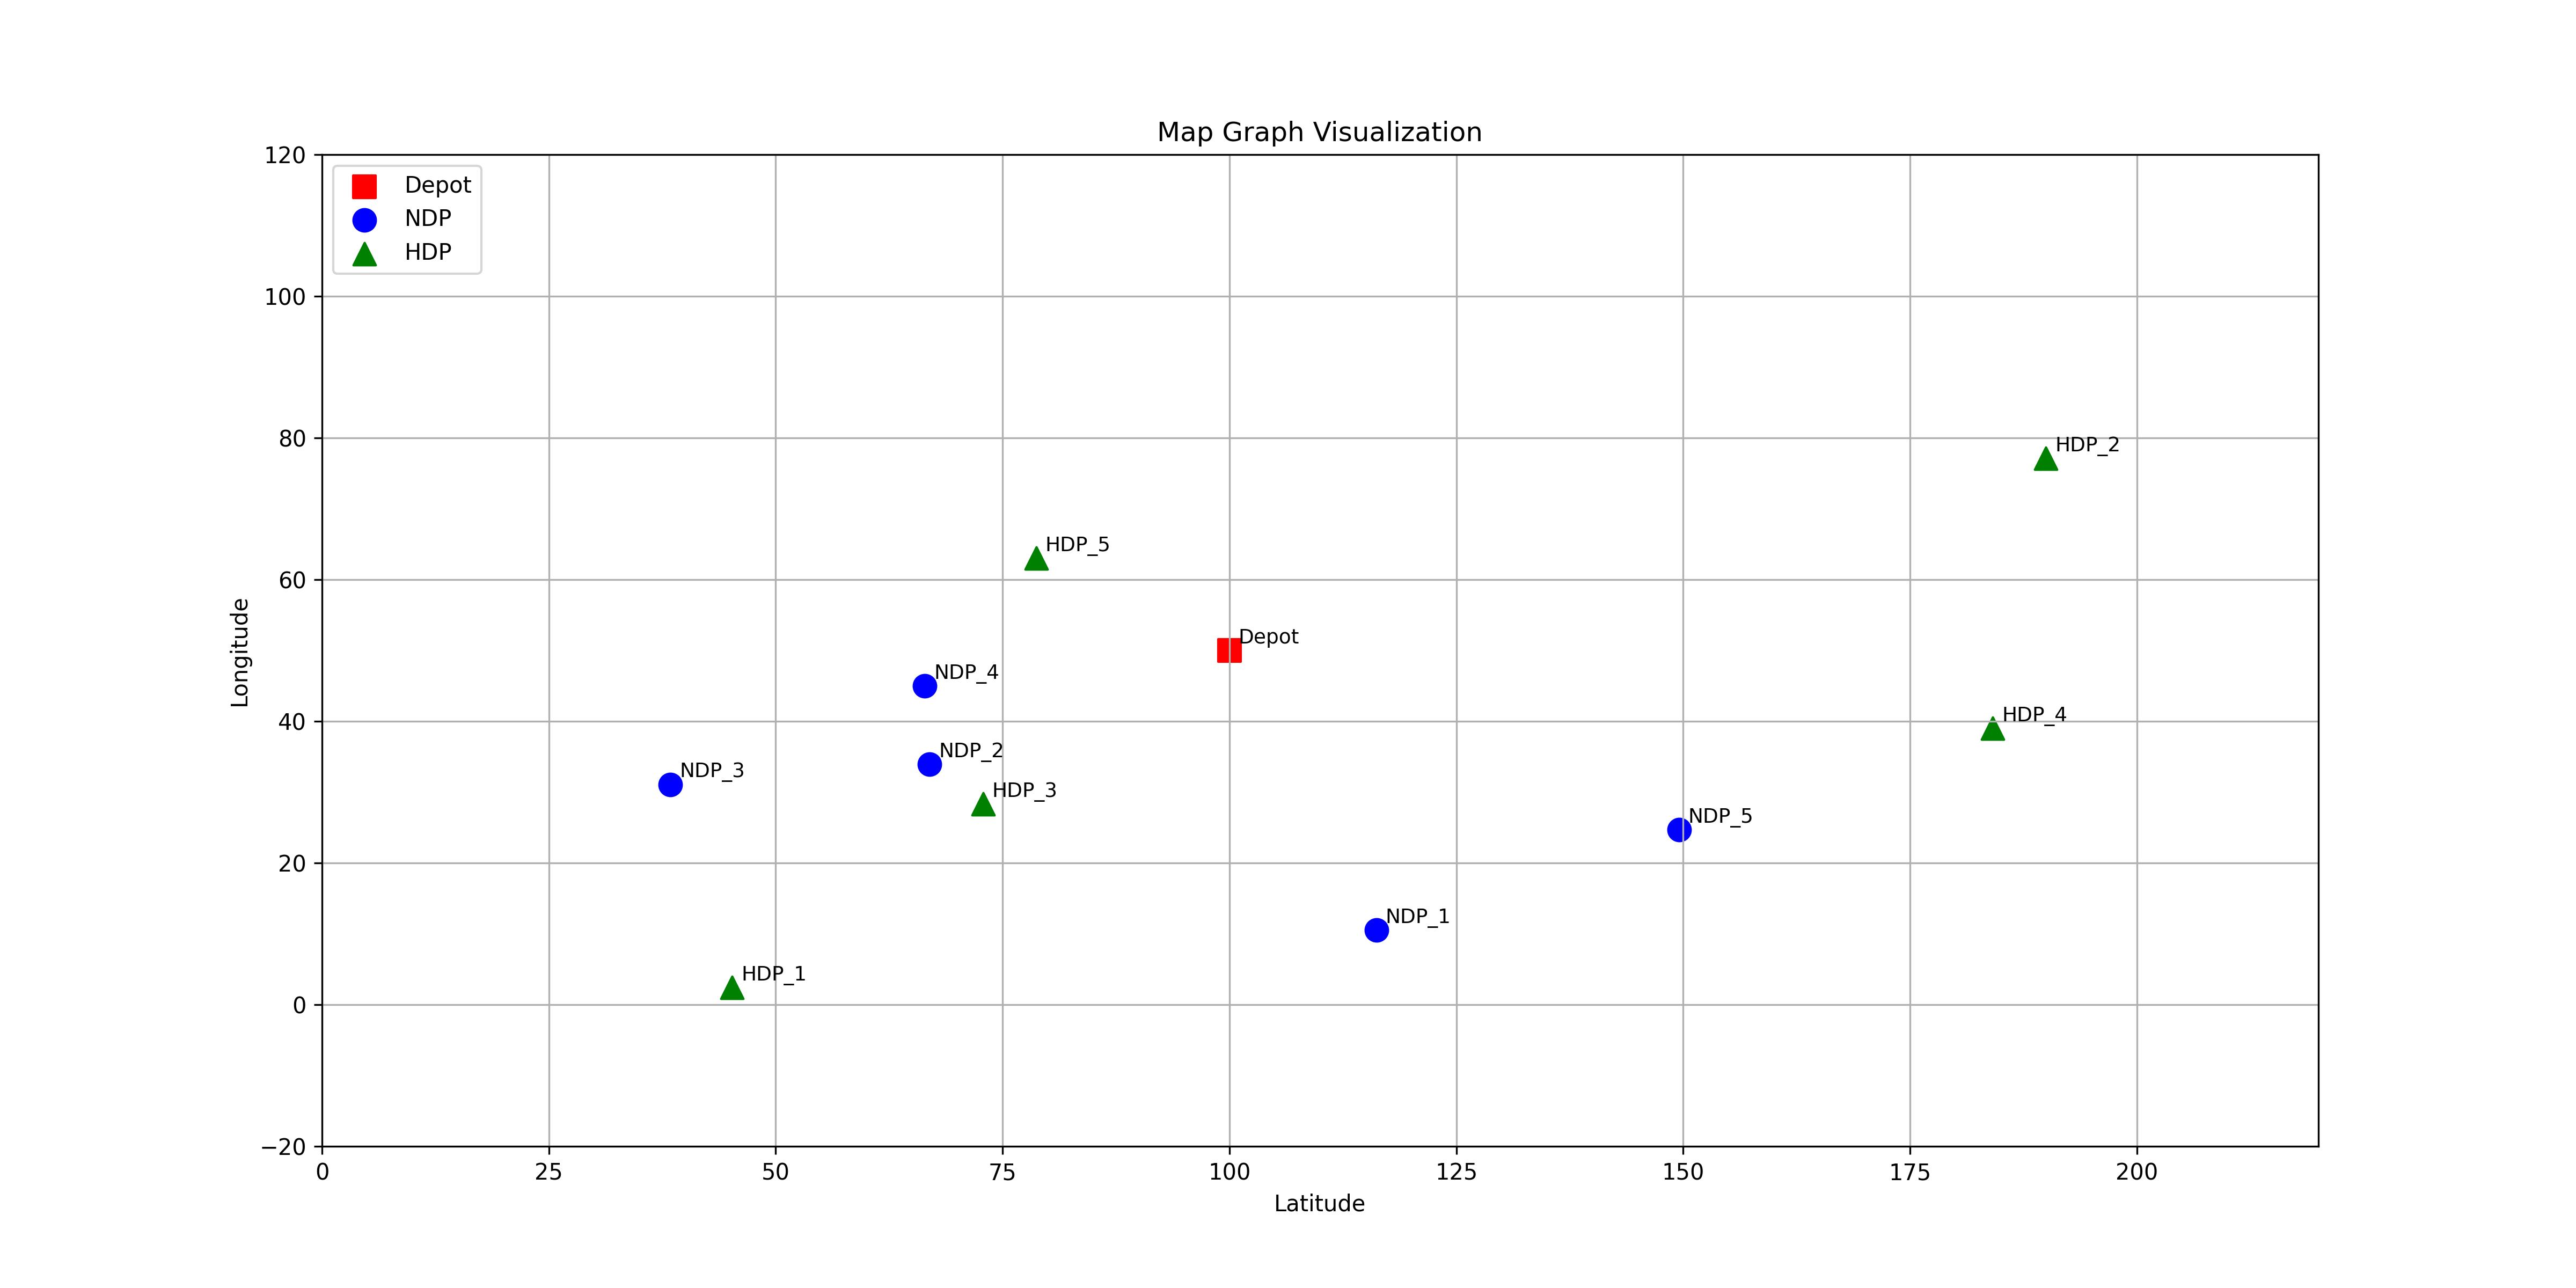 Map Graph Visualization
120
100
80
60
40
20
0
−20
Longitude
Depot
NDP
HDP
HDP_2
HDP_5
Depot
NDP_4
HDP_4
NDP_2
NDP_3
HDP_3
NDP_5
NDP_1
HDP_1
0 25 50 75 100 125 150 175 200
Latitude